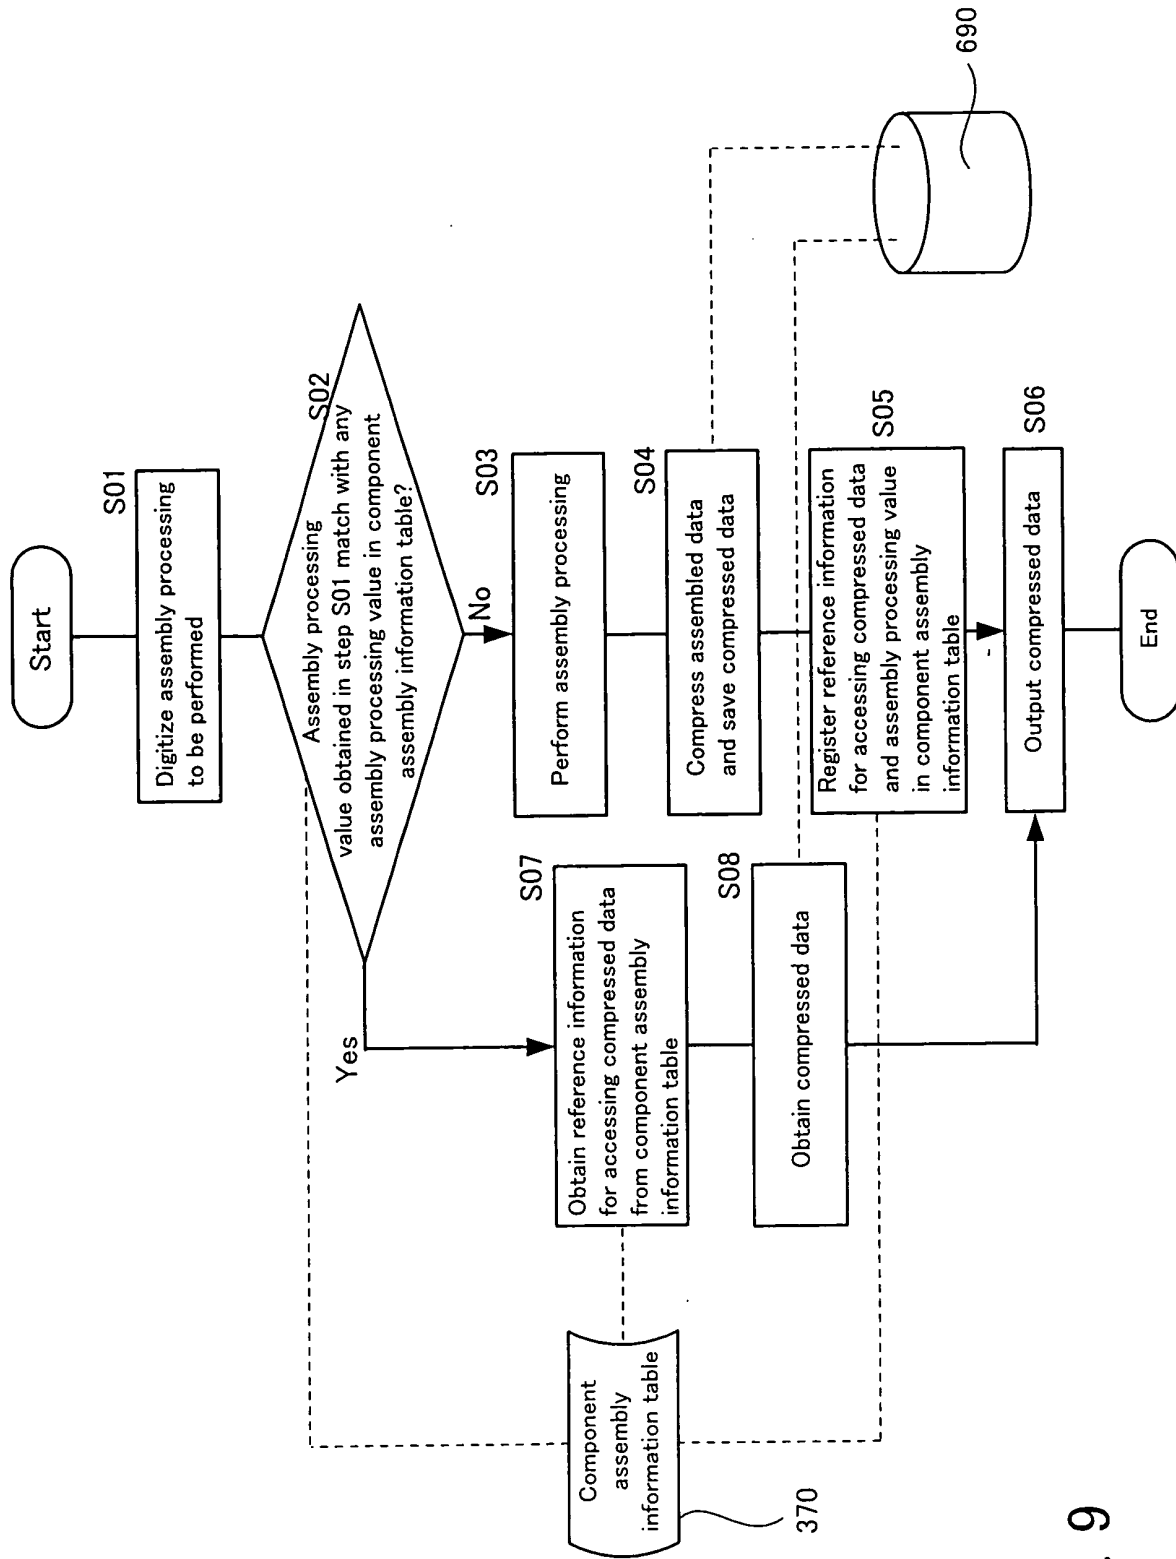 Start
S01
Digitize assembly processing
to be performed
S02
Assembly processing
value obtained in step S01 match with any
assembly processing value in component
assembly information table?
Yes
No
S03
Perform assembly processing
S04
Compress assembled data
and save compressed data
S05
Register reference information
for accessing compressed data
and assembly processing value
in component assembly
information table
S06
Output compressed data
End
S07
Obtain reference information
for accessing compressed data
from component assembly
information table
S08
Obtain compressed data
Component
assembly
information table
370
690
. 9